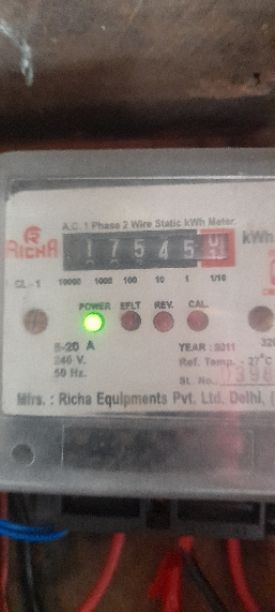 A.C. 1 Phase 2 Wire Static kWh Meter.
RICHA
17545
kWh
CL-1
10000 1000 100 10 1 1/10
POWER EFLT REV. CAL.
5-20 A
240 V.
50 Hz.
YEAR : 2011
Ref. Temp. - 27°C
Sl. No.
Mfrs. : Richa Equipments Pvt. Ltd. Delhi,